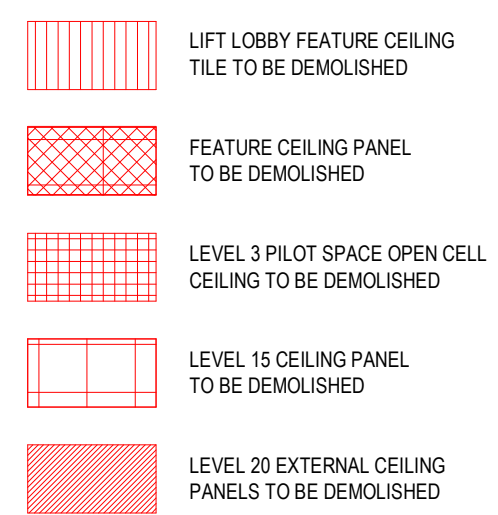 LIFT LOBBY FEATURE CEILING
TILE TO BE DEMOLISHED
FEATURE CEILING PANEL
TO BE DEMOLISHED
LEVEL 3 PILOT SPACE OPEN CELL
CEILING TO BE DEMOLISHED
LEVEL 15 CEILING PANEL
TO BE DEMOLISHED
LEVEL 20 EXTERNAL CEILING
PANELS TO BE DEMOLISHED